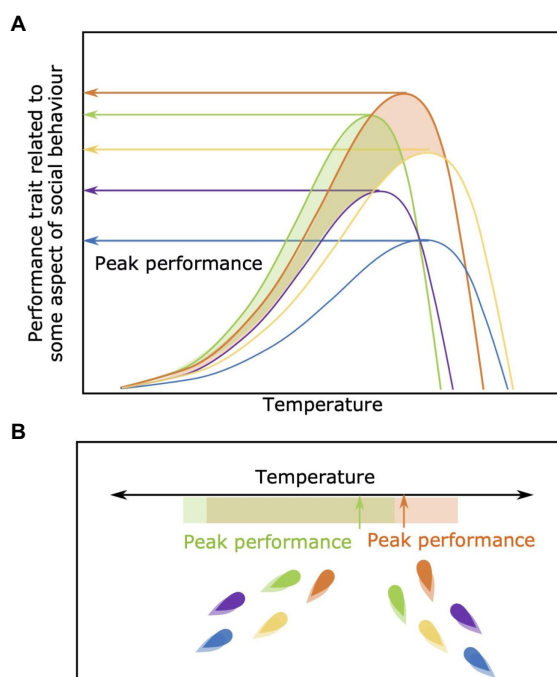 A
Performance trait related to
some aspect of social behaviour
Peak performance
Temperature
B
Temperature
Peak performance
Peak performance